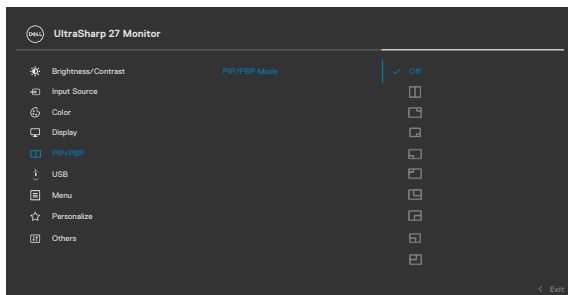 DELL UltraSharp 27 Monitor
Brightness/Contrast PIP/PBP Mode Off
Input Source
Color
Display
PIP/PBP
USB
Menu
Personalize
Others
Exit